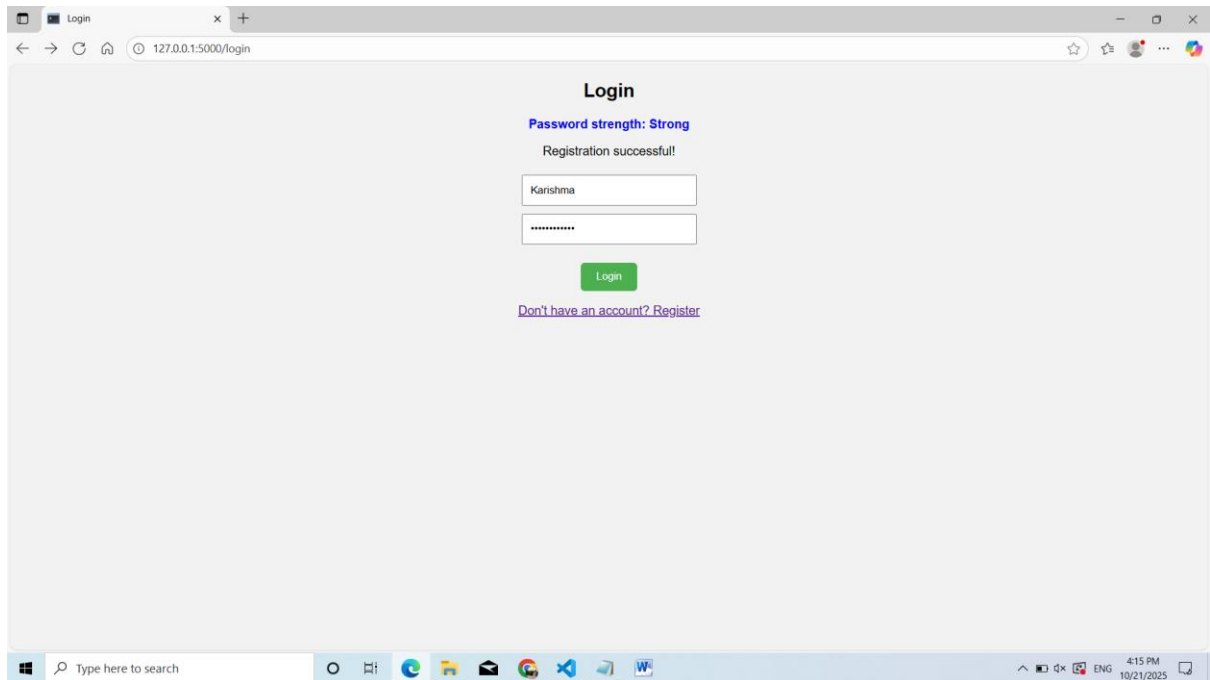 Login
127.0.0.1:5000/login
Login
Password strength: Strong
Registration successful!
Karishma
••••••••••••
Login
Don't have an account? Register
Type here to search
ENG
4:15 PM
10/21/2025